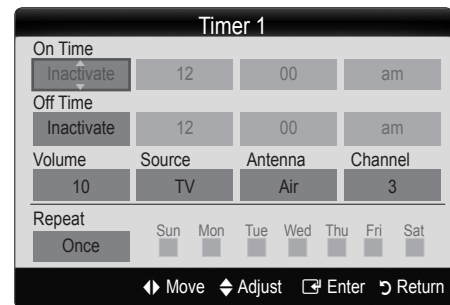 Timer 1
On Time
Inactivate 12 00 am
Off Time
Inactivate 12 00 am
Volume Source Antenna Channel
10 TV Air 3
Repeat Sun Mon Tue Wed Thu Fri Sat
Once
Move Adjust Enter Return